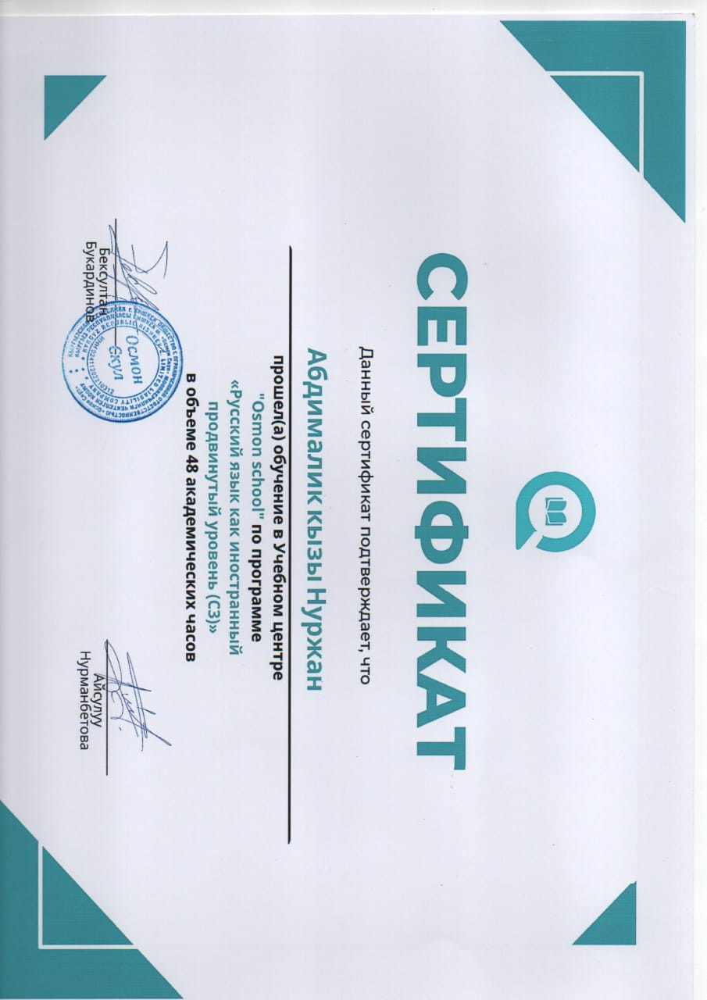 СЕРТИФИКАТ
Данный сертификат подтверждает, что
Абдималик кызы Нуржан
прошел(а) обучение в Учебном центре
"Osmon school" по программе
«Русский язык как иностранный
продвинутый уровень (С3)»
в объеме 48 академических часов
Бексултан
Букардинов
Осмон
Скул
Айсулуу
Нурманбетова